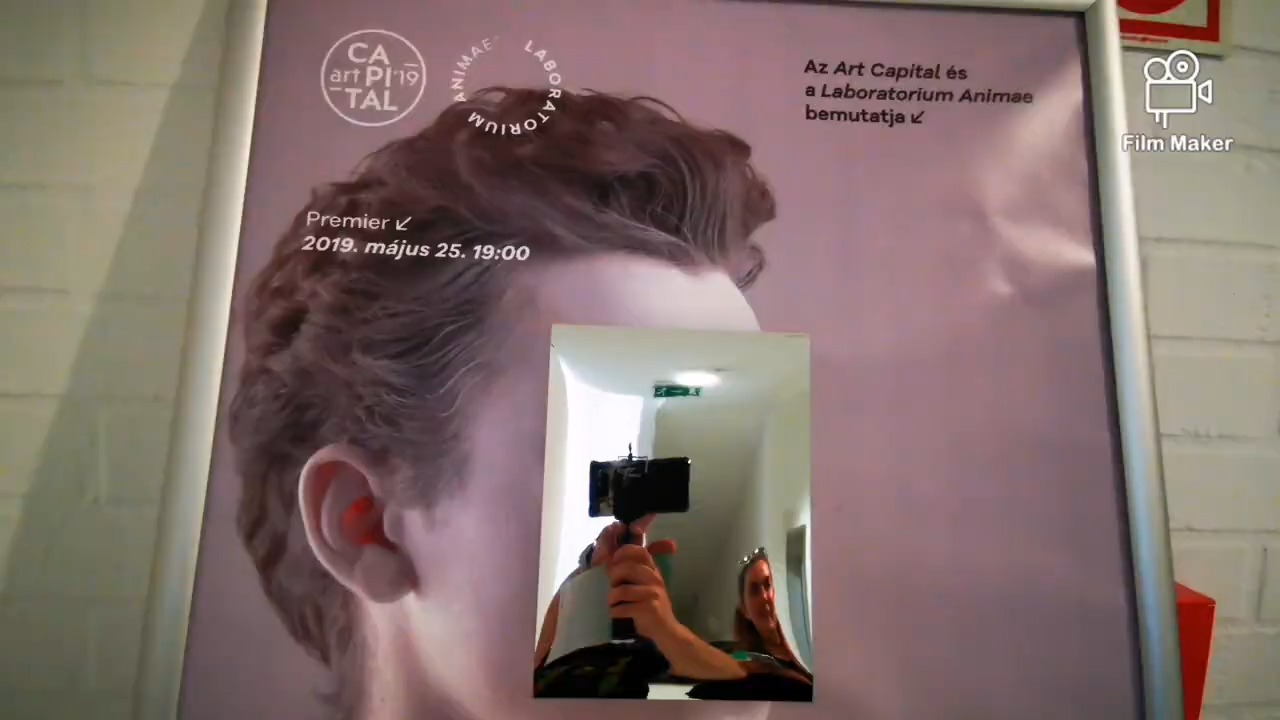 CA
art PI '19
TAL
LABORATORIUM ANIMAE
Az Art Capital és
a Laboratorium Animae
bemutatja ↙
Film Maker
Premier ↙
2019. május 25. 19:00